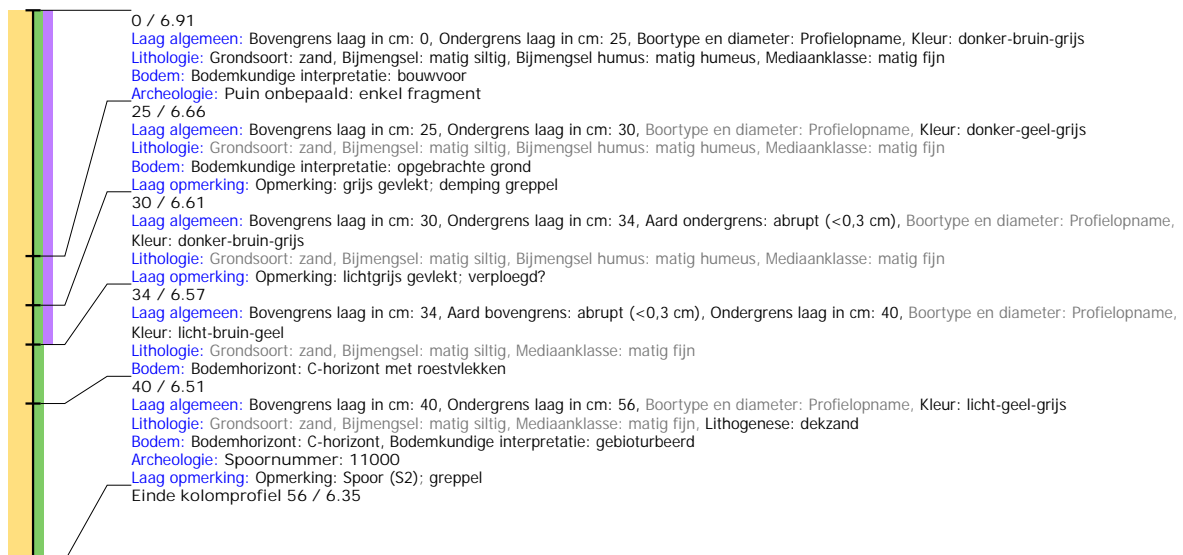 0 / 6.91
Laag algemeen: Bovengrens laag in cm: 0, Ondergrens laag in cm: 25, Boortype en diameter: Profielopname, Kleur: donker-bruin-grijs
Lithologie: Grondsoort: zand, Bijmengsel: matig siltig, Bijmengsel humus: matig humeus, Mediaanklasse: matig fijn
Bodem: Bodemkundige interpretatie: bouwvoor
Archeologie: Puin onbepaald: enkel fragment
25 / 6.66
Laag algemeen: Bovengrens laag in cm: 25, Ondergrens laag in cm: 30, Boortype en diameter: Profielopname, Kleur: donker-geel-grijs
Lithologie: Grondsoort: zand, Bijmengsel: matig siltig, Bijmengsel humus: matig humeus, Mediaanklasse: matig fijn
Bodem: Bodemkundige interpretatie: opgebrachte grond
Laag opmerking: Opmerking: grijs gevlekt; demping greppel
30 / 6.61
Laag algemeen: Bovengrens laag in cm: 30, Ondergrens laag in cm: 34, Aard ondergrens: abrupt (<0,3 cm), Boortype en diameter: Profielopname,
Kleur: donker-bruin-grijs
Lithologie: Grondsoort: zand, Bijmengsel: matig siltig, Bijmengsel humus: matig humeus, Mediaanklasse: matig fijn
Laag opmerking: Opmerking: lichtgrijs gevlekt; verploegd?
34 / 6.57
Laag algemeen: Bovengrens laag in cm: 34, Aard bovengrens: abrupt (<0,3 cm), Ondergrens laag in cm: 40, Boortype en diameter: Profielopname,
Kleur: licht-bruin-geel
Lithologie: Grondsoort: zand, Bijmengsel: matig siltig, Mediaanklasse: matig fijn
Bodem: Bodemhorizont: C-horizont met roestvlekken
40 / 6.51
Laag algemeen: Bovengrens laag in cm: 40, Ondergrens laag in cm: 56, Boortype en diameter: Profielopname, Kleur: licht-geel-grijs
Lithologie: Grondsoort: zand, Bijmengsel: matig siltig, Mediaanklasse: matig fijn, Lithogenese: dekzand
Bodem: Bodemhorizont: C-horizont, Bodemkundige interpretatie: gebioturbeerd
Archeologie: Spoornummer: 11000
Laag opmerking: Opmerking: Spoor (S2); greppel
Einde kolomprofiel 56 / 6.35